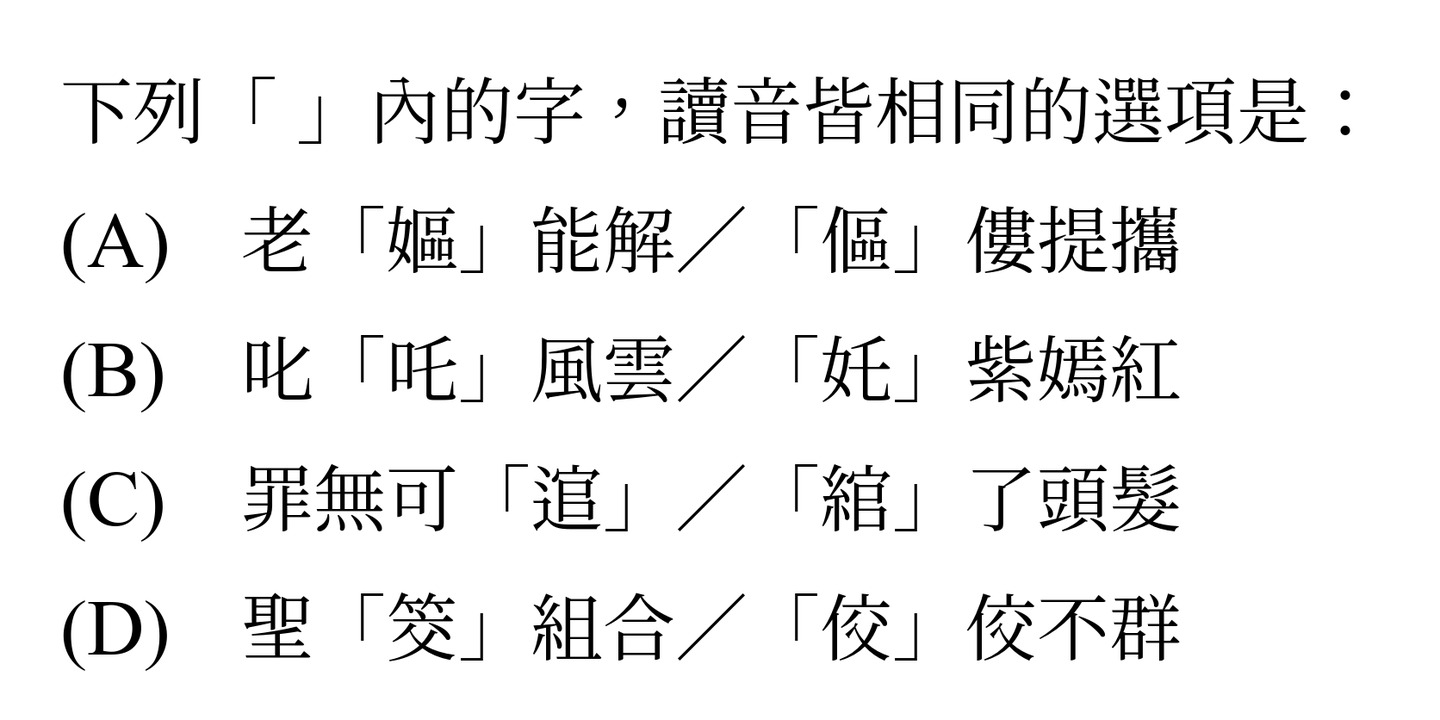 下列「 」內的字，讀音皆相同的選項是：
(A) 老「嫗」能解／「傴」僂提攜
(B) 叱「吒」風雲／「奼」紫嫣紅
(C) 罪無可「逭」／「綰」了頭髮
(D) 聖「筊」組合／「佼」佼不群